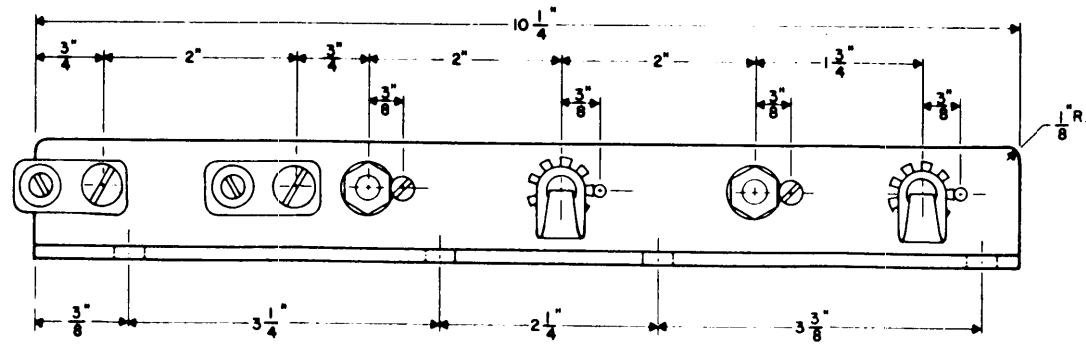 10 1/4"
3/4" 2" 3/4" 2" 2" 1 3/4"
3/8" 3/8" 3/8" 3/8"
1/8" R.
3/8" 3 1/4" 2 1/4" 3 3/8"